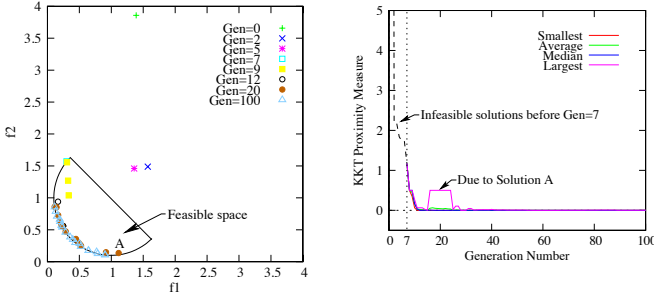 4
3.5
3
2.5
2
1.5
1
0.5
0
f2
0
0.5
1
1.5
2
2.5
3
3.5
4
f1
Gen=0
Gen=2
Gen=5
Gen=7
Gen=9
Gen=12
Gen=20
Gen=100
A
Feasible space
5
4
3
2
1
0
KKT Proximity Measure
0
7
20
40
60
80
100
Generation Number
Smallest
Average
Median
Largest
Infeasible solutions before Gen=7
Due to Solution A